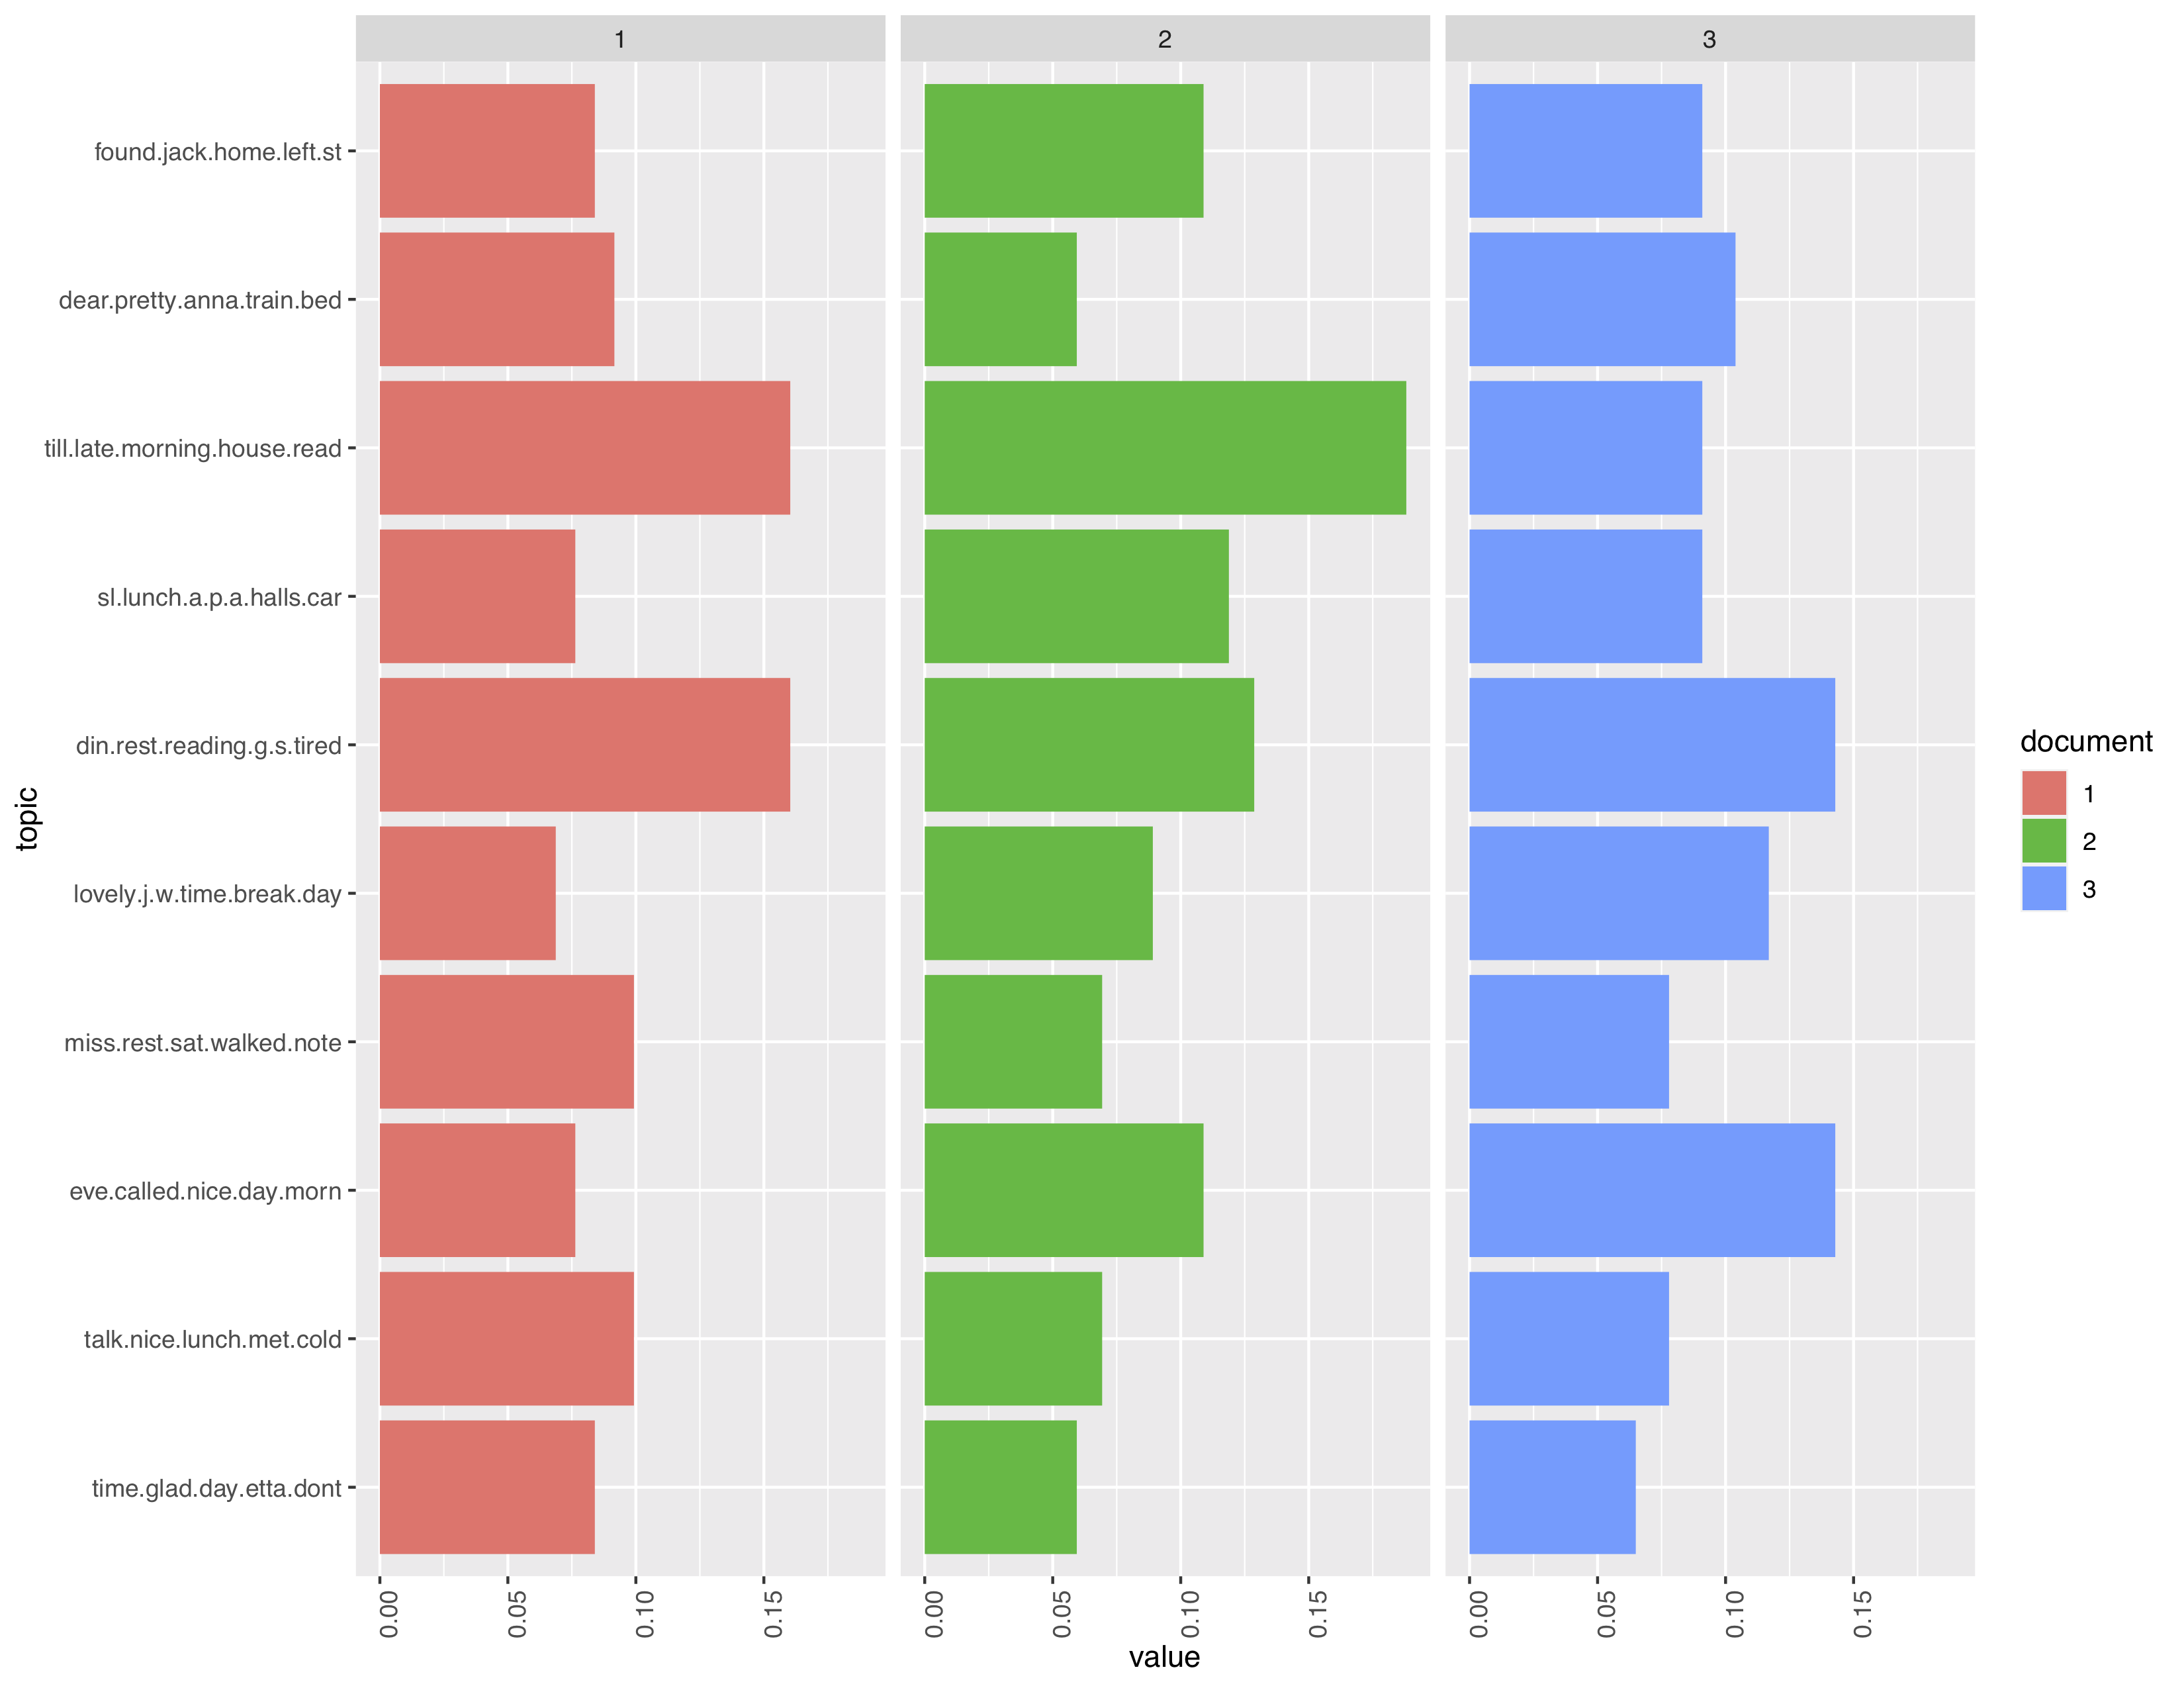 1 2 3
found.jack.home.left.st
dear.pretty.anna.train.bed
till.late.morning.house.read
sl.lunch.a.p.a.halls.car
din.rest.reading.g.s.tired
lovely.j.w.time.break.day
miss.rest.sat.walked.note
eve.called.nice.day.morn
talk.nice.lunch.met.cold
time.glad.day.etta.dont
topic
0.00 0.05 0.10 0.15 0.00 0.05 0.10 0.15 0.00 0.05 0.10 0.15
value
document
1
2
3